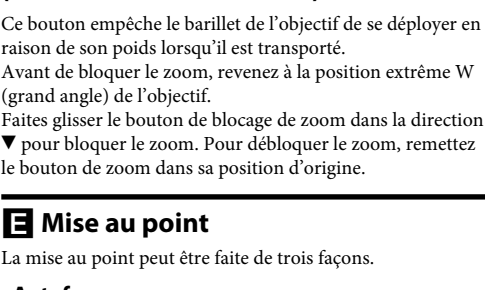 Ce bouton empêche le barillet de l'objectif de se déployer en
raison de son poids lorsqu'il est transporté.
Avant de bloquer le zoom, revenez à la position extrême W
(grand angle) de l'objectif.
Faites glisser le bouton de blocage de zoom dans la direction
▼ pour bloquer le zoom. Pour débloquer le zoom, remettez
le bouton de zoom dans sa position d'origine.
E Mise au point
La mise au point peut être faite de trois façons.